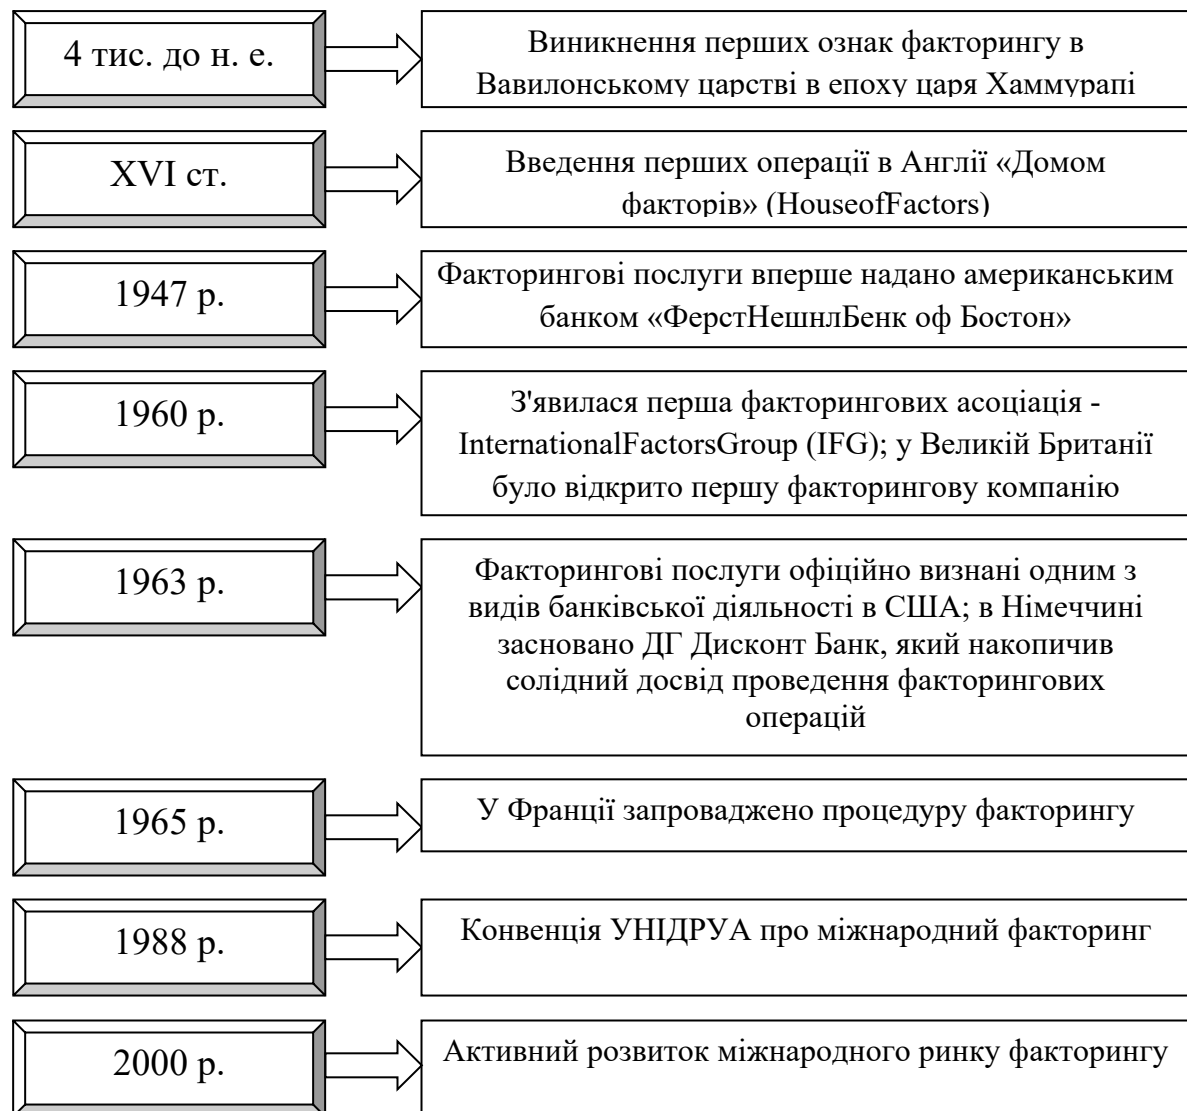 4 тис. до н. е.
Виникнення перших ознак факторингу в
Вавилонському царстві в епоху царя Хаммурапі
XVI ст.
Введення перших операції в Англії «Домом
факторів» (HouseofFactors)
1947 р.
Факторингові послуги вперше надано американським
банком «ФерстНешнлБенк оф Бостон»
1960 р.
З'явилася перша факторингових асоціація -
InternationalFactorsGroup (IFG); у Великій Британії
було відкрито першу факторингову компанію
1963 р.
Факторингові послуги офіційно визнані одним з
видів банківської діяльності в США; в Німеччині
засновано ДГ Дисконт Банк, який накопичив
солідний досвід проведення факторингових
операцій
1965 р.
У Франції запроваджено процедуру факторингу
1988 р.
Конвенція УНІДРУА про міжнародний факторинг
2000 р.
Активний розвиток міжнародного ринку факторингу